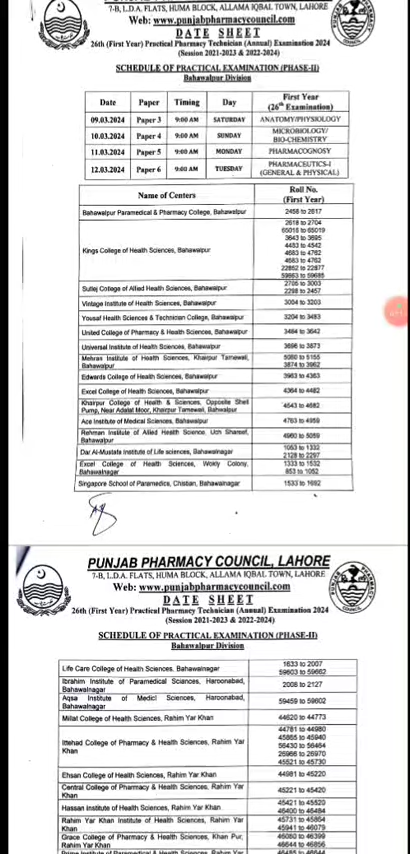 7-B, L.D.A. FLATS, HUMA BLOCK, ALLAMA IQBAL TOWN, LAHORE
Web: www.punjabpharmacycouncil.com
DATE SHEET
26th (First Year) Practical Pharmacy Technician (Annual) Examination 2024
(Session 2021-2023 & 2022-2024)
SCHEDULE OF PRACTICAL EXAMINATION (PHASE-II)
Bahawalpur Division
Date Paper Timing Day First Year (26th Examination)
09.03.2024 Paper 3 9:00 AM SATURDAY ANATOMY/PHYSIOLOGY
10.03.2024 Paper 4 9:00 AM SUNDAY MICROBIOLOGY/ BIO-CHEMISTRY
11.03.2024 Paper 5 9:00 AM MONDAY PHARMACOGNOSY
12.03.2024 Paper 6 9:00 AM TUESDAY PHARMACEUTICS-I (GENERAL & PHYSICAL)
Name of Centers Roll No. (First Year)
Bahawalpur Paramedical & Pharmacy College, Bahawalpur 2458 to 2617
Kings College of Health Sciences, Bahawalpur
2618 to 2704
65015 to 65019
3643 to 3695
4483 to 4542
4683 to 4762
4683 to 4762
22852 to 22877
59663 to 59685
Sutlej College of Allied Health Sciences, Bahawalpur
2705 to 3003
2298 to 2457
Vintage Institute of Health Sciences, Bahawalpur 3004 to 3203
Yousaf Health Sciences & Technician College, Bahawalpur 3204 to 3483
United College of Pharmacy & Health Sciences, Bahawalpur 3484 to 3642
Universal Institute of Health Sciences, Bahawalpur 3696 to 3873
Mehran Institute of Health Sciences, Khairpur Tamewali, Bahawalpur
5060 to 5155
3874 to 3962
Edwards College of Health Sciences, Bahawalpur 3963 to 4363
Excel College of Health Sciences, Bahawalpur 4364 to 4482
Khairpur College of Health & Sciences, Opposite Shell
Pump, Near Adalat Moor, Khairpur Tamewali, Bahwalpur 4543 to 4682
Ace Institute of Medical Sciences, Bahawalpur 4763 to 4959
Rehman Institute of Allied Health Science, Uch Shareef, Bahawalpur 4960 to 5059
Dar Al-Mustafa Institute of Life sciences, Bahawalnagar
1053 to 1332
2128 to 2297
Excel College of Health Sciences, Wokly Colony, Bahawalnagar
1333 to 1532
853 to 1052
Singapore School of Paramedics, Chistian, Bahawalnagar 1533 to 1692
PUNJAB PHARMACY COUNCIL, LAHORE
7-B, L.D.A. FLATS, HUMA BLOCK, ALLAMA IQBAL TOWN, LAHORE
Web: www.punjabpharmacycouncil.com
DATE SHEET
26th (First Year) Practical Pharmacy Technician (Annual) Examination 2024
(Session 2021-2023 & 2022-2024)
SCHEDULE OF PRACTICAL EXAMINATION (PHASE-II)
Bahawalpur Division
Life Care College of Health Sciences. Bahawalnagar
1633 to 2007
59603 to 59662
Ibrahim Institute of Paramedical Sciences, Haroonabad, Bahawalnagar 2008 to 2127
Aqsa Institute of Medicl Sciences, Haroonabad, Bahawalnagar 59459 to 59602
Millat College of Health Sciences, Rahim Yar Khan 44620 to 44773
Ittehad College of Pharmacy & Health Sciences, Rahim Yar Khan
44781 to 44980
45865 to 45940
56430 to 56464
26966 to 26970
45521 to 45730
Ehsan College of Health Sciences, Rahim Yar Khan 44981 to 45220
Central College of Pharmacy & Health Sciences, Rahim Yar Khan 45221 to 45420
Hassan Institute of Health Sciences, Rahim Yar Khan
45421 to 45520
46400 to 46484
Rahim Yar Khan Institute of Health Sciences, Rahim Yar Khan
45731 to 45864
45941 to 46079
Grace College of Pharmacy & Health Sciences, Khan Pur, Rahim Yar Khan
46080 to 46399
46644 to 46856
Prime Institute of Paramedical & Health Sciences, Rahim Yar